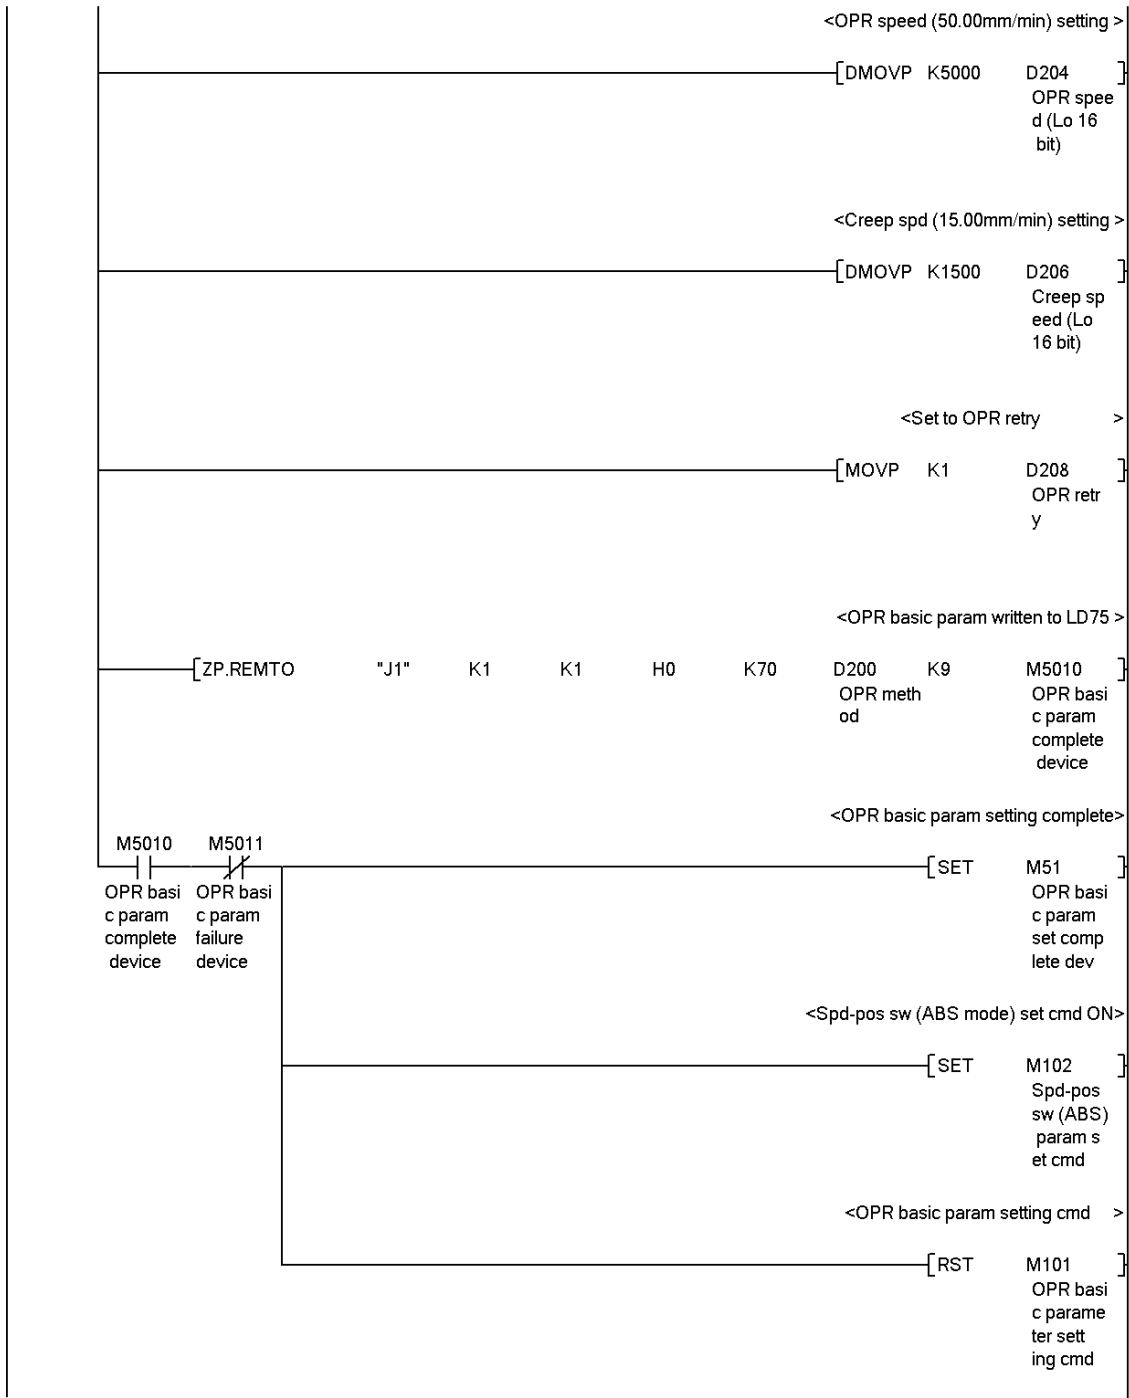 <OPR speed (50.00mm/min) setting >
DMOVP K5000 D204
OPR spee
d (Lo 16
bit)
<Creep spd (15.00mm/min) setting >
DMOVP K1500 D206
Creep sp
eed (Lo
16 bit)
<Set to OPR retry >
MOVP K1 D208
OPR retr
y
<OPR basic param written to LD75 >
ZP.REMTO "J1" K1 K1 H0 K70 D200 K9 M5010
OPR meth
od
OPR basi
c param
complete
device
<OPR basic param setting complete>
M5010 M5011
SET M51
OPR basi
c param
complete
device
OPR basi
c param
failure
device
OPR basi
c param
set comp
lete dev
<Spd-pos sw (ABS mode) set cmd ON>
SET M102
Spd-pos
sw (ABS)
param s
et cmd
<OPR basic param setting cmd >
RST M101
OPR basi
c parame
ter sett
ing cmd